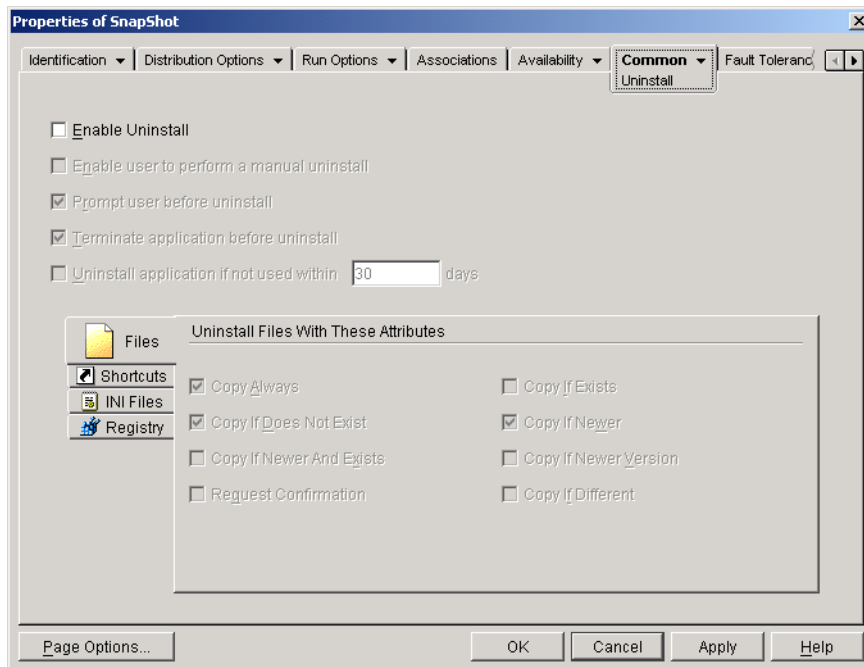 Properties of SnapShot
Identification
Distribution Options
Run Options
Associations
Availability
Common
Uninstall
Fault Toleranc
Enable Uninstall
Enable user to perform a manual uninstall
Prompt user before uninstall
Terminate application before uninstall
Uninstall application if not used within 30 days
Files
Shortcuts
INI Files
Registry
Uninstall Files With These Attributes
Copy Always
Copy If Exists
Copy If Does Not Exist
Copy If Newer
Copy If Newer And Exists
Copy If Newer Version
Request Confirmation
Copy If Different
Page Options...
OK
Cancel
Apply
Help